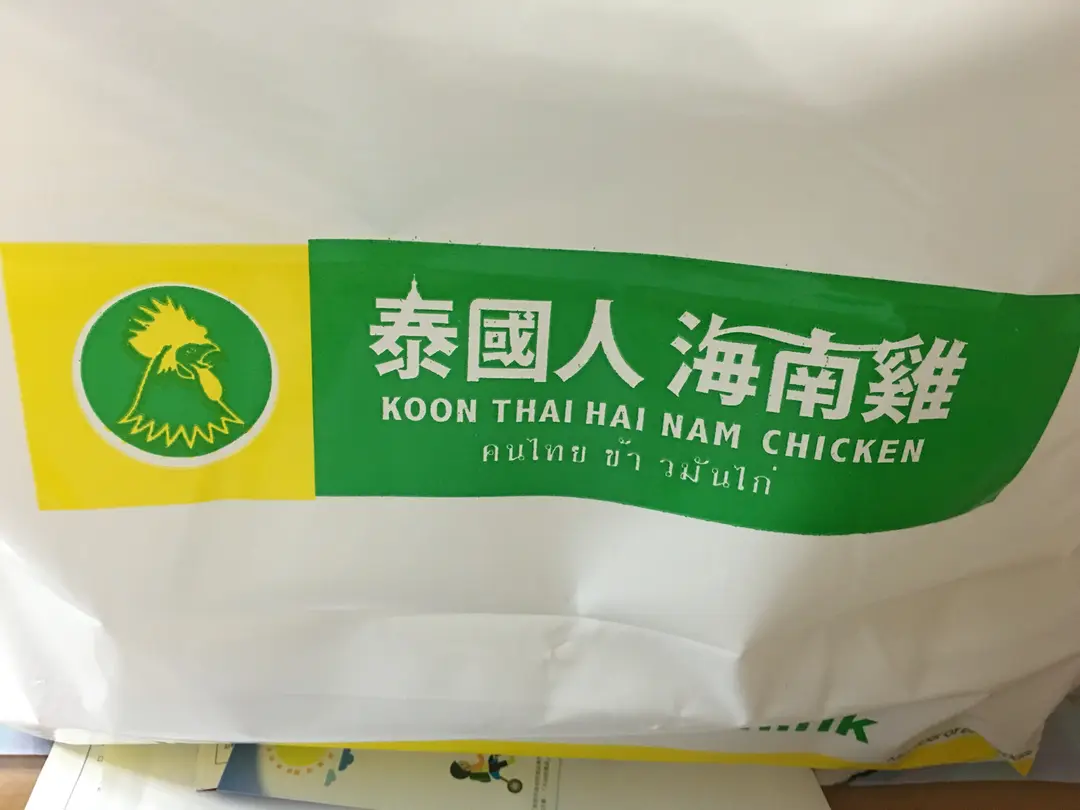 泰國人 海南雞
KOON THAI HAI NAM CHICKEN
คนไทย ข้า วมันไก่